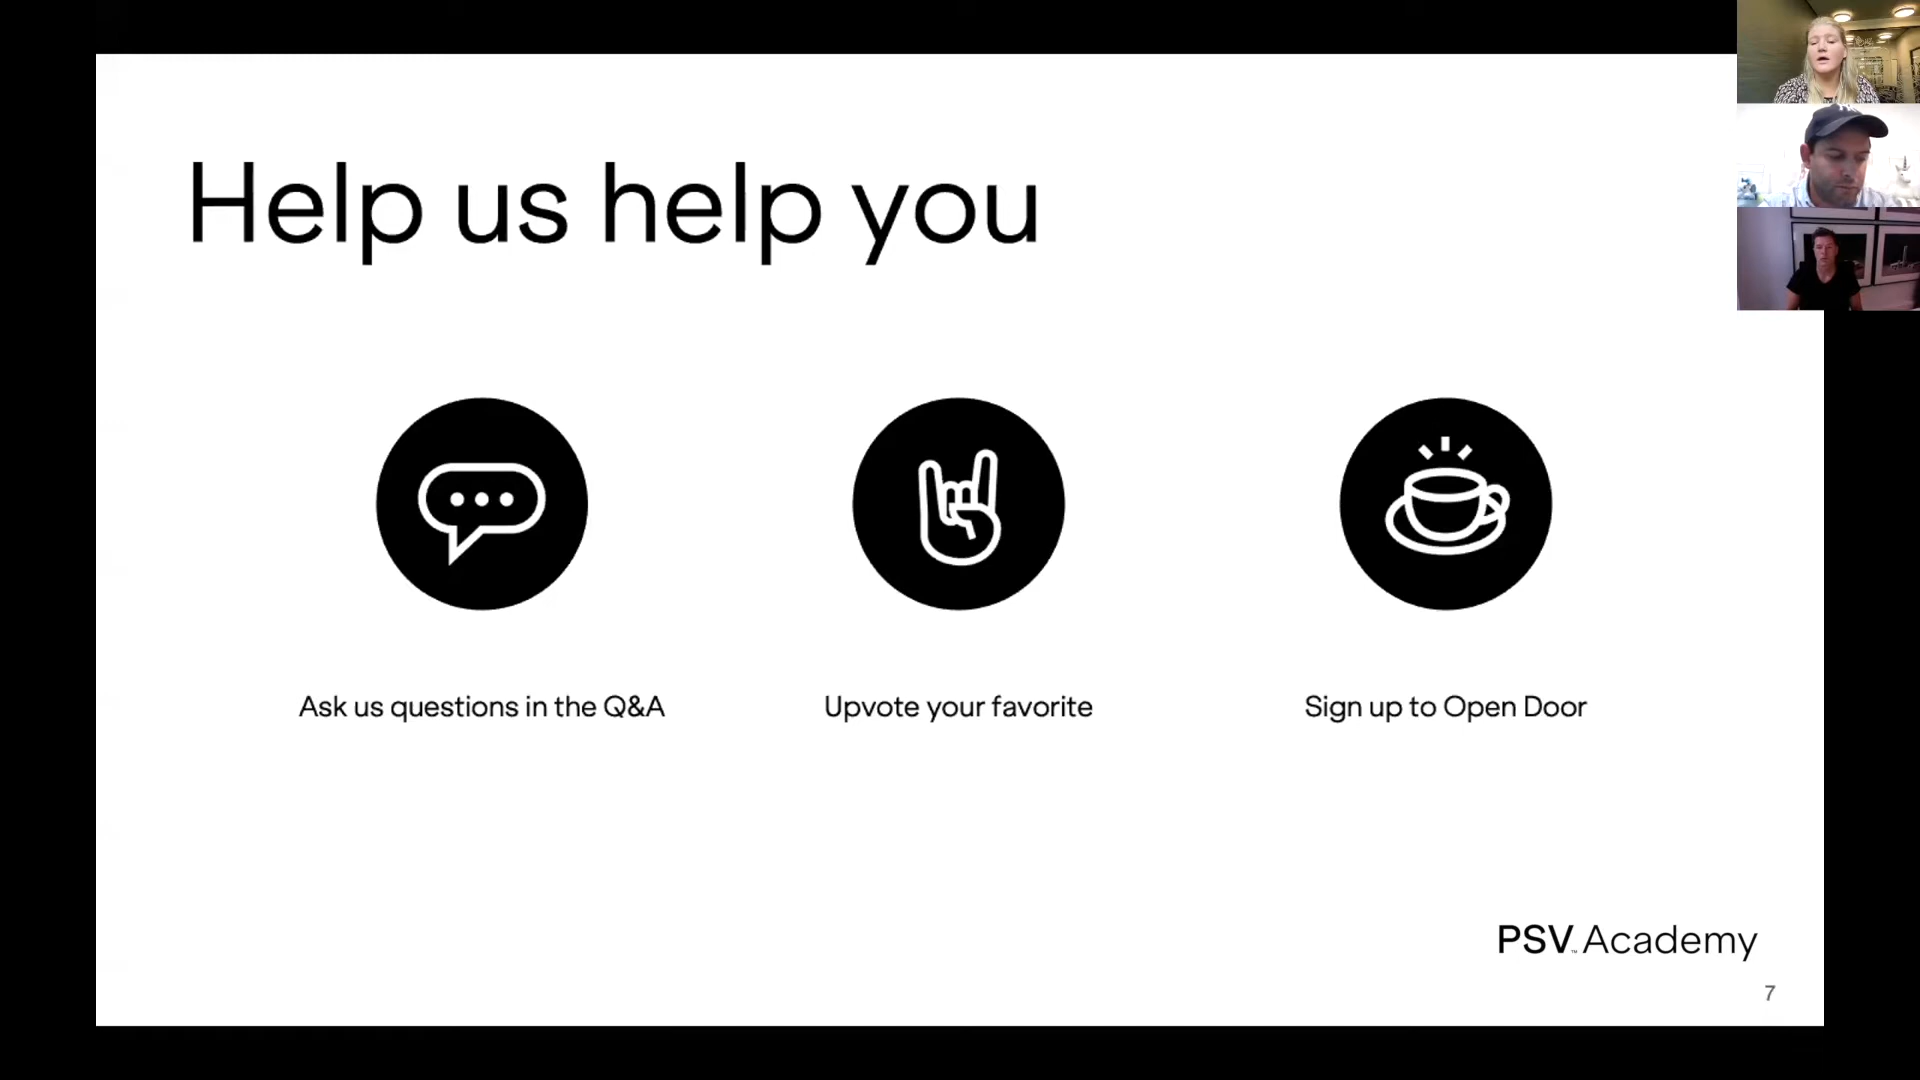 Help us help you
Ask us questions in the Q&A
Upvote your favorite
Sign up to Open Door
PSV™ Academy
7